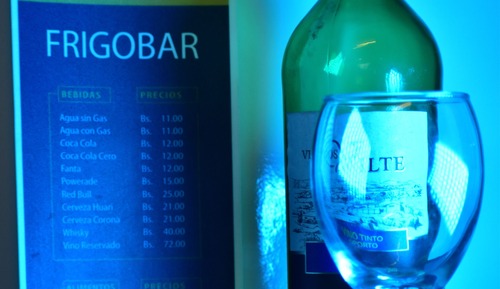 FRIGOBAR
BEBIDAS PRECIOS
Agua sin Gas Bs. 11.00
Agua con Gas Bs. 11.00
Coca Cola Bs. 12.00
Coca Cola Cero Bs. 12.00
Fanta Bs. 12.00
Powerade Bs. 15.00
Red Bull Bs. 25.00
Cerveza Huari Bs. 21.00
Cerveza Corona Bs. 21.00
Whisky Bs. 40.00
Vino Reservado Bs. 72.00
ALIMENTOS PRECIOS
LTE
TINTO